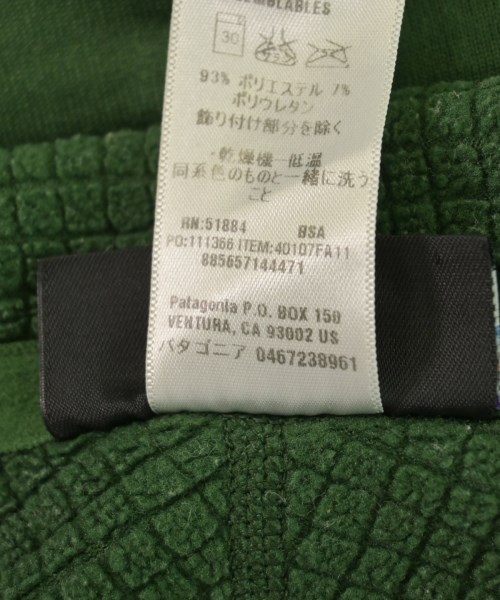 SEMBLABLES
30
93% ポリエステル 7%
ポリウレタン
飾り付け部分を除く
・乾燥機ー低温
同系色のものと一緒に洗う
こと
RN:51884 BSA
PO:111366 ITEM:40107FA11
885657144471
Patagonia P.O. BOX 150
VENTURA, CA 93002 US
パタゴニア 0467238961